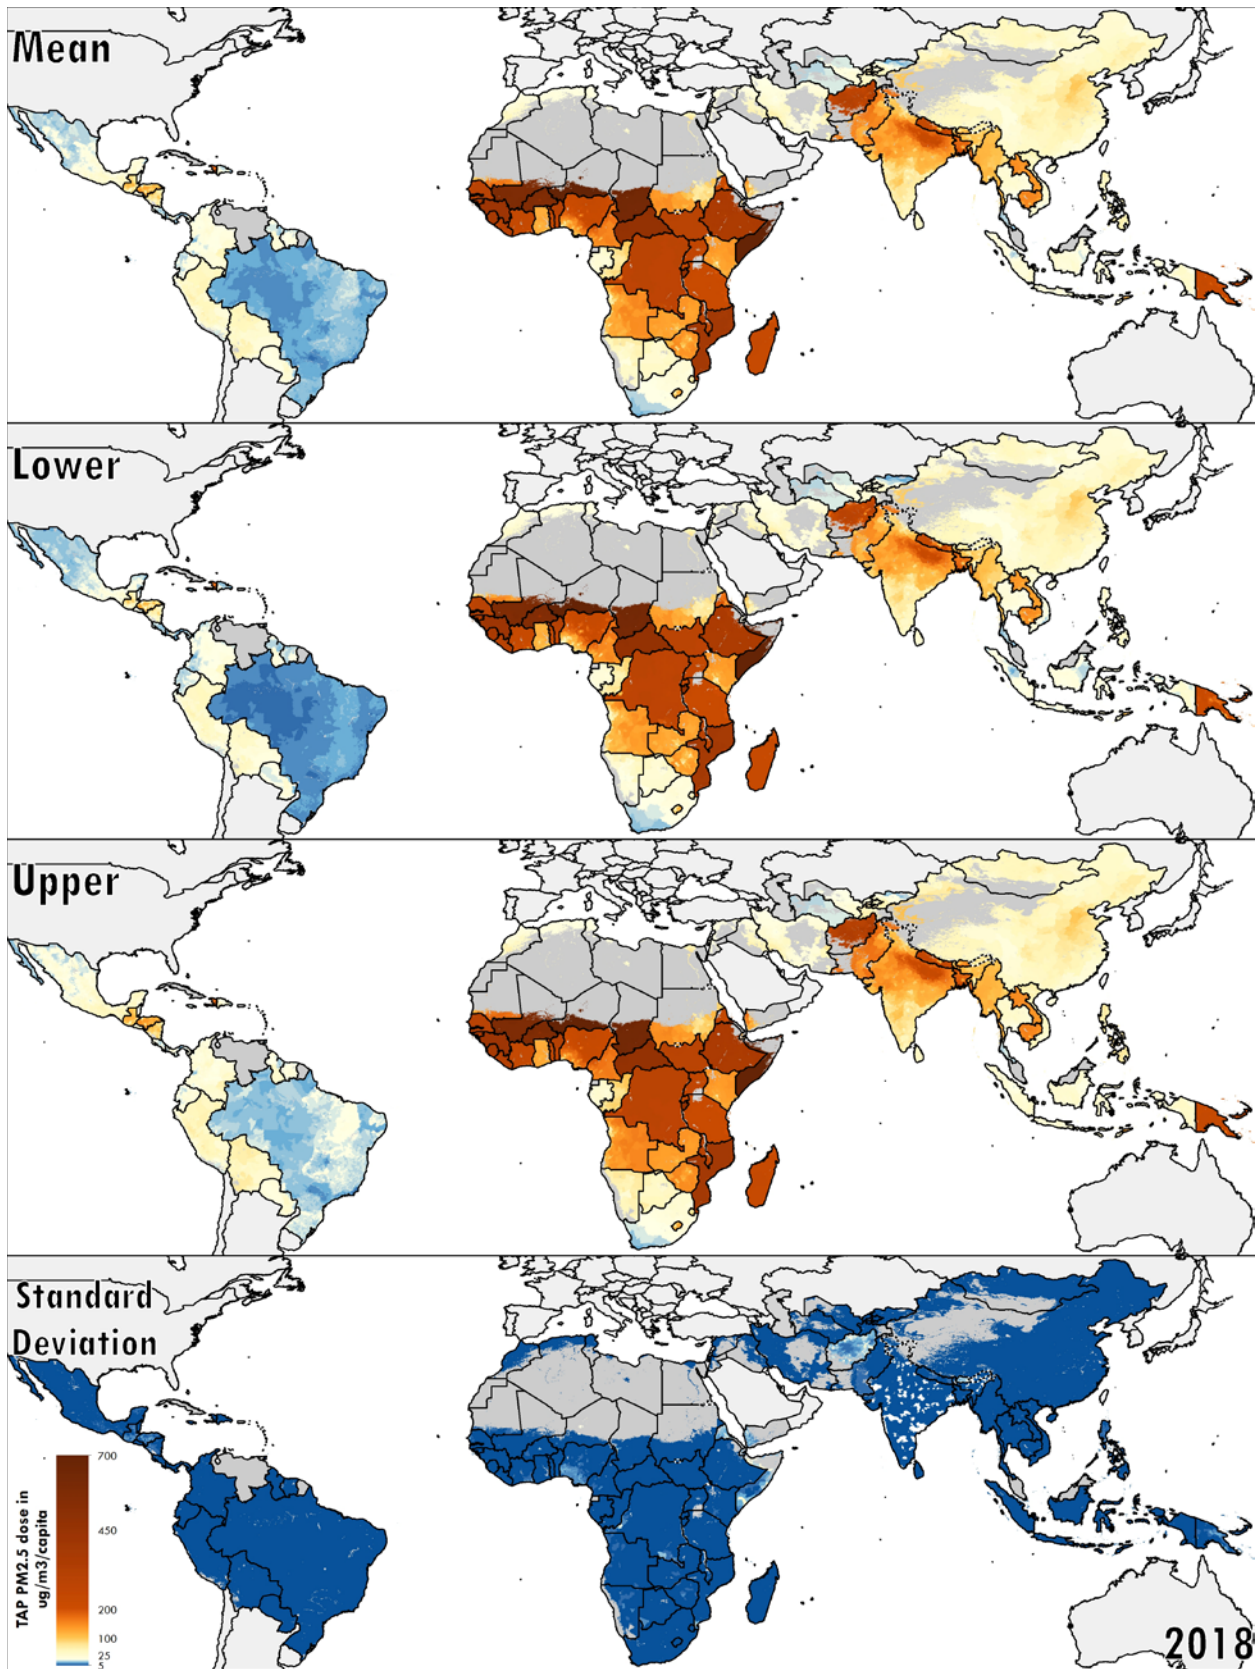 Mean
Lower
Upper
Standard
Deviation
TAP PM2.5 dose in
ug/m3/capita
700
450
200
100
25
5
2018